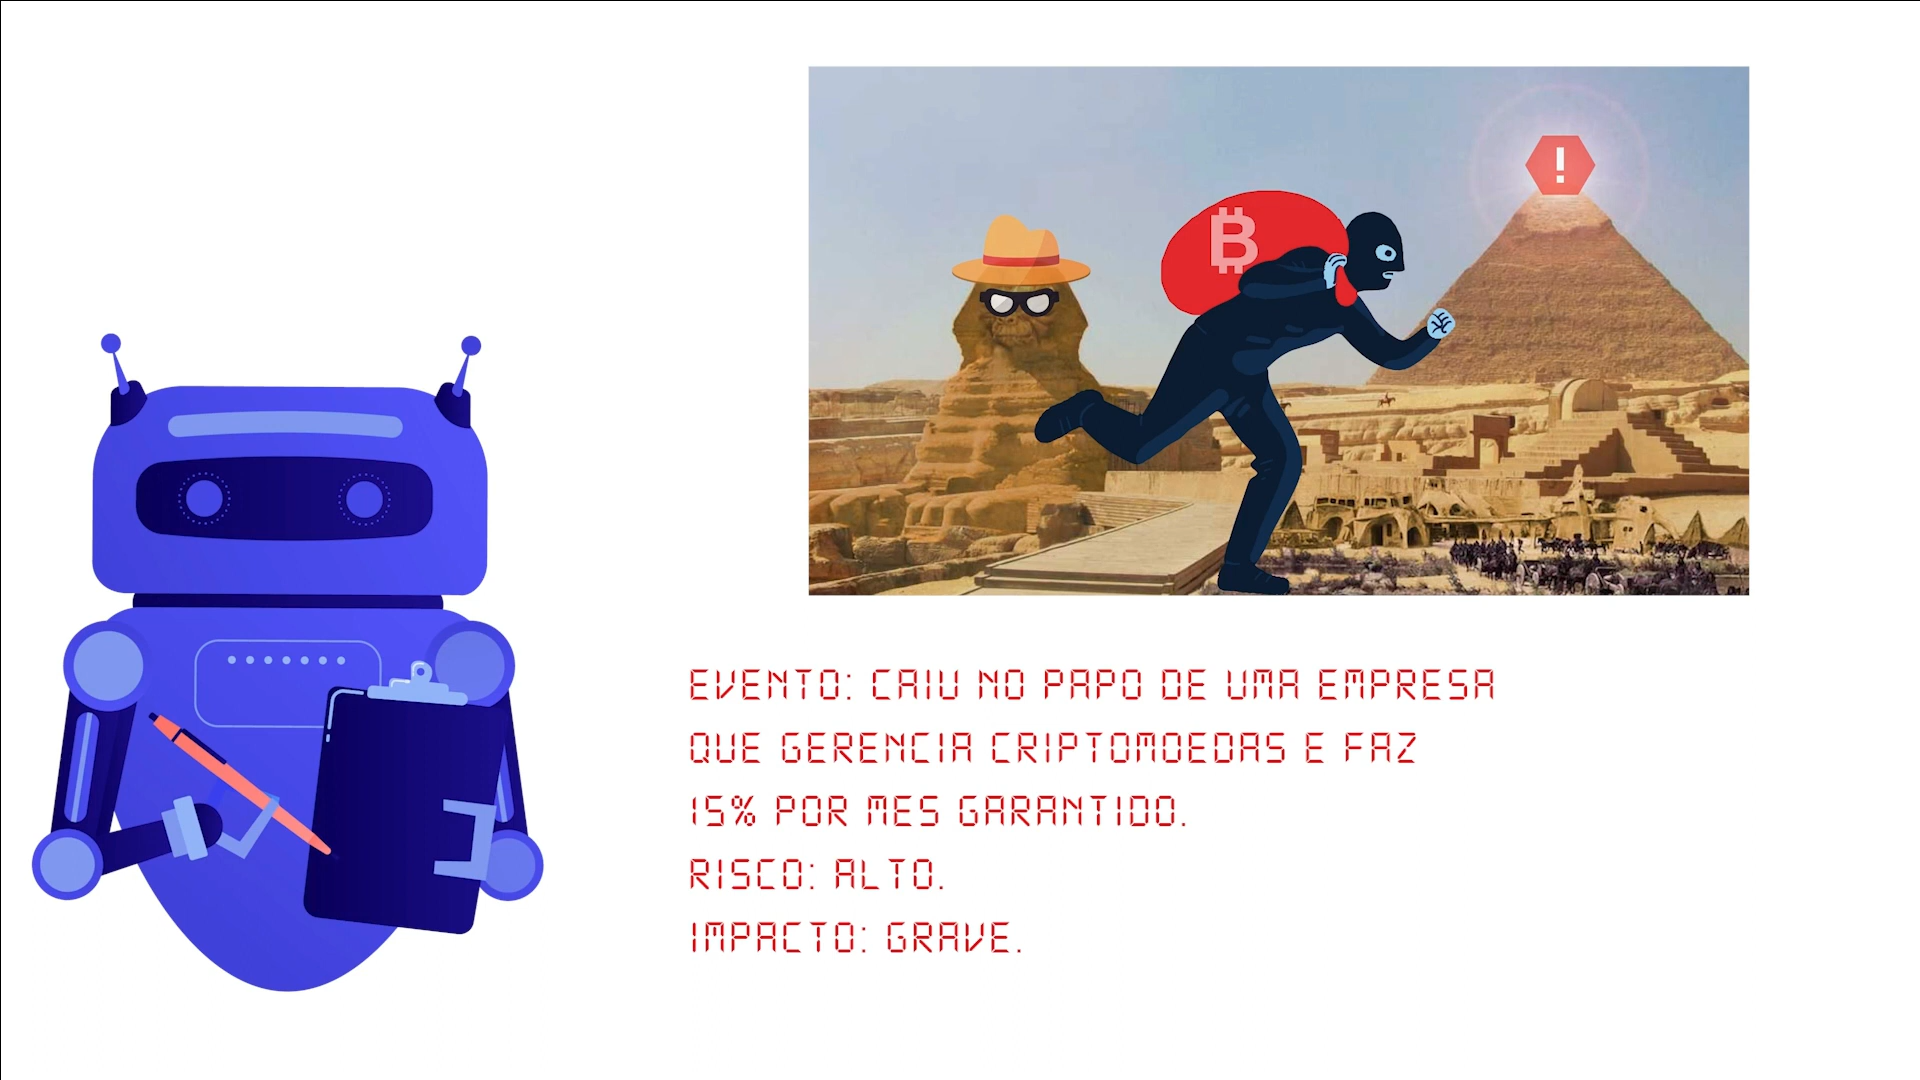 !
₿
EVENTO: CAIU NO PAPO DE UMA EMPRESA
QUE GERENCIA CRIPTOMOEDAS E FAZ
15% POR MES GARANTIDO.
RISCO: ALTO.
IMPACTO: GRAVE.